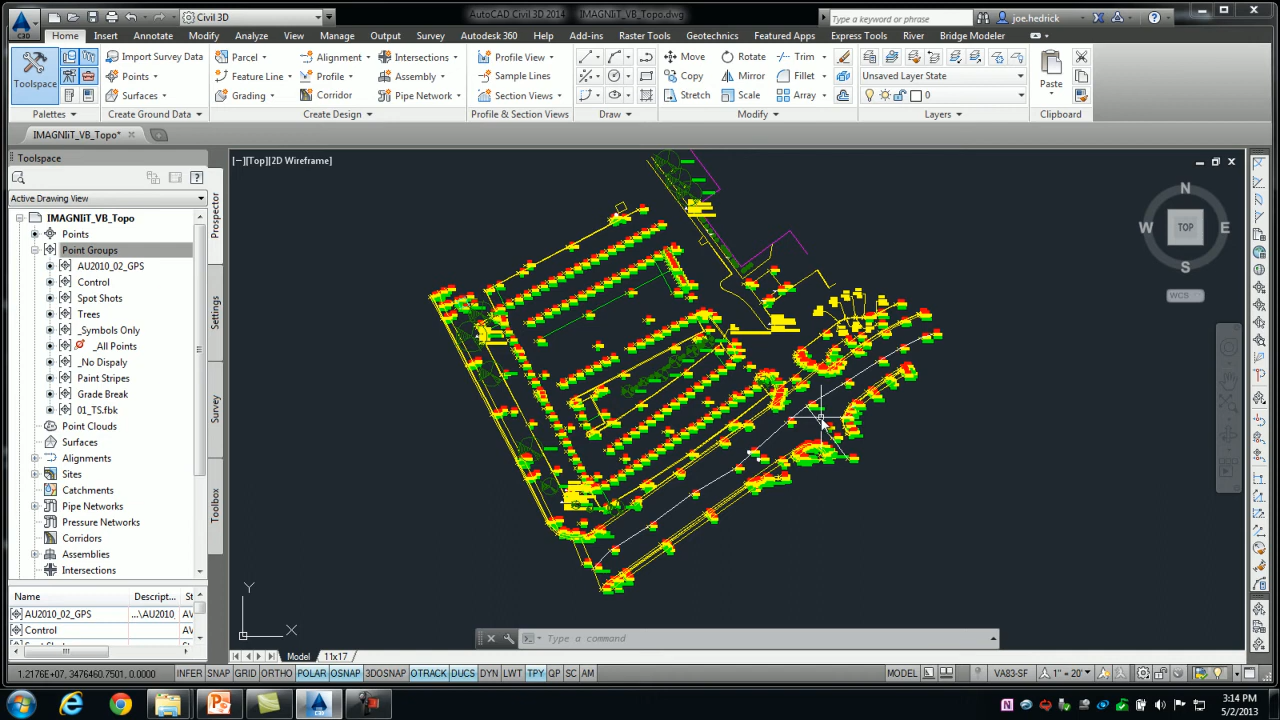 Civil 3D
AutoCAD Civil 3D 2014 IMAGNIiT_VB_Topo.dwg
Type a keyword or phrase
joe.hedrick
Home Insert Annotate Modify Analyze View Manage Output Survey Autodesk 360 Help Add-ins Raster Tools Geotechnics Featured Apps Express Tools River Bridge Modeler
Toolspace
Import Survey Data
Points
Surfaces
Parcel
Feature Line
Grading
Alignment
Profile
Corridor
Intersections
Assembly
Pipe Network
Profile View
Sample Lines
Section Views
Move
Copy
Stretch
Rotate
Mirror
Scale
Trim
Fillet
Array
Unsaved Layer State
0
Paste
Palettes Create Ground Data Create Design Profile & Section Views Draw Modify Layers Clipboard
IMAGNIiT_VB_Topo*
Toolspace
Active Drawing View
IMAGNIiT_VB_Topo
Points
Point Groups
AU2010_02_GPS
Control
Spot Shots
Trees
_Symbols Only
_All Points
_No Dispaly
Paint Stripes
Grade Break
01_TS.fbk
Point Clouds
Surfaces
Alignments
Sites
Catchments
Pipe Networks
Pressure Networks
Corridors
Assemblies
Intersections
Prospector
Settings
Survey
Toolbox
Name Descript... St
AU2010_02_GPS ...\AU2010_ AV
Control AV
[−][Top][2D Wireframe]
N
W TOP E
S
WCS
Y
X
Type a command
Model 11x17
1.2176E+07, 3476460.7501, 0.0000
INFER SNAP GRID ORTHO POLAR OSNAP 3DOSNAP OTRACK DUCS DYN LWT TPY QP SC AM
MODEL VA83-SF 1" = 20'
3:14 PM
5/2/2013